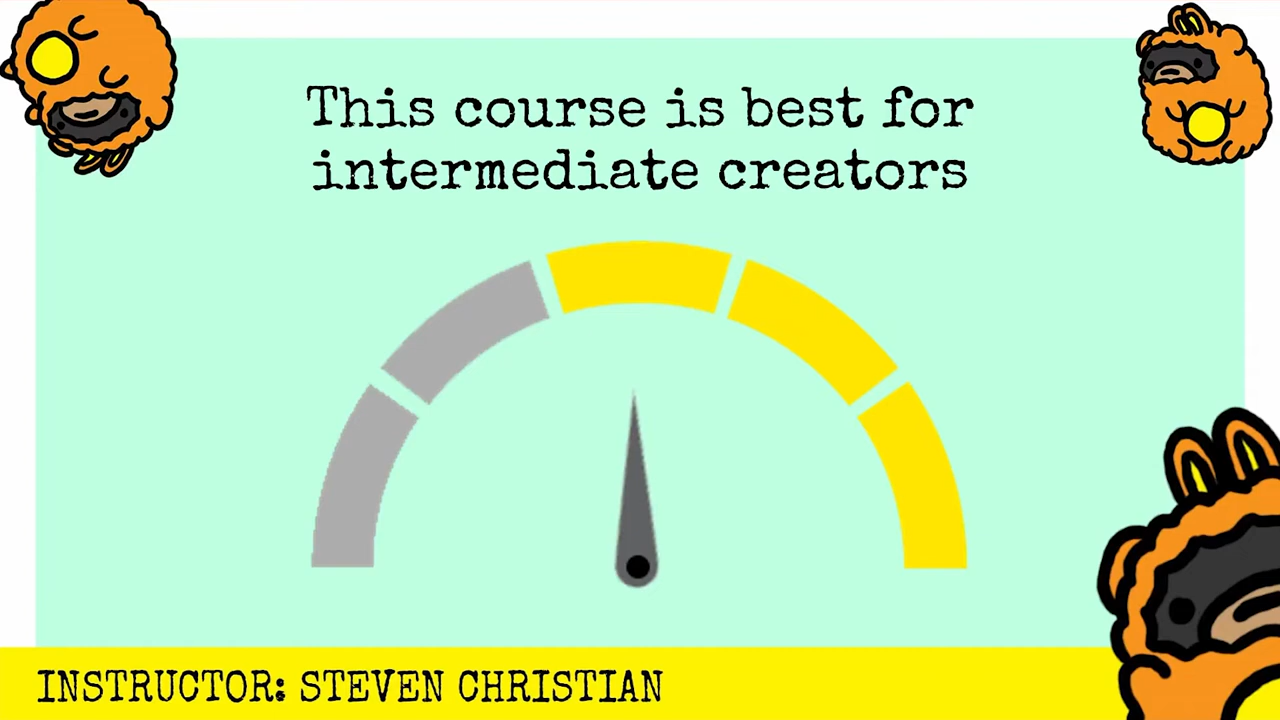 This course is best for
intermediate creators
INSTRUCTOR: STEVEN CHRISTIAN